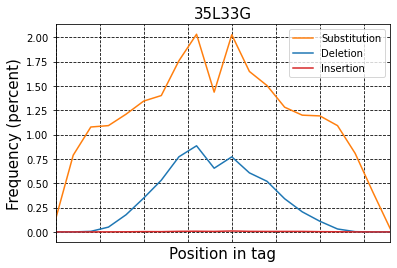 35L33G
Substitution
Deletion
Insertion
2.00
1.75
1.50
1.25
1.00
0.75
0.50
0.25
0.00
Frequency (percent)
Position in tag